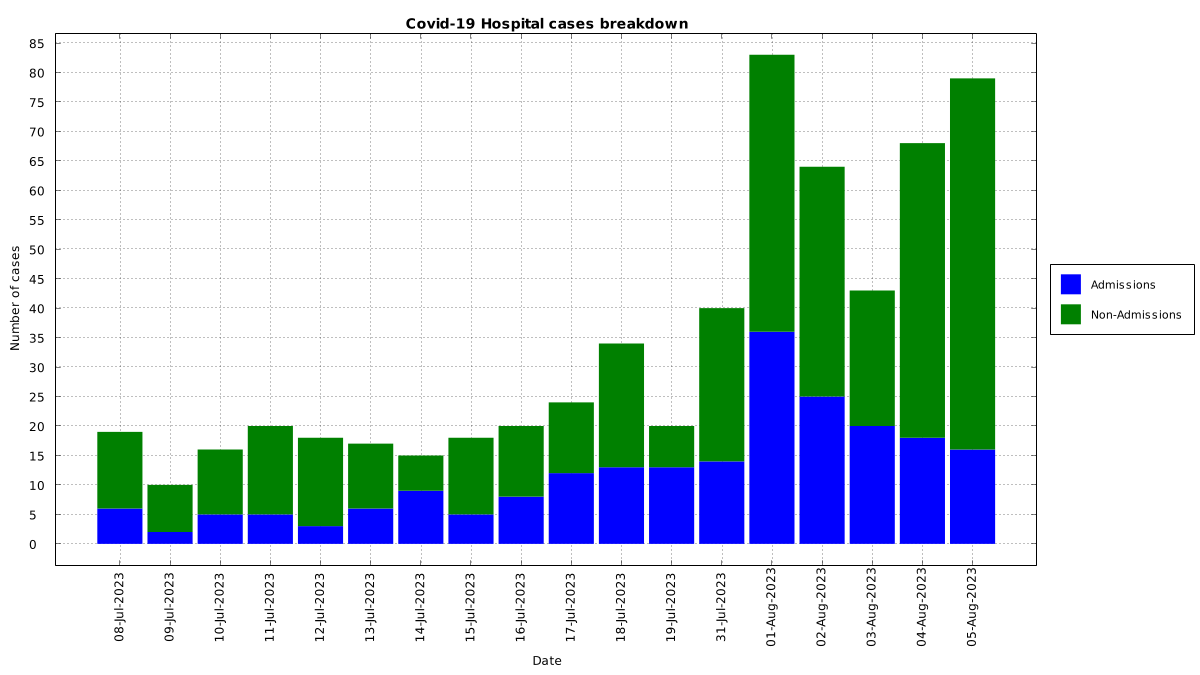 Covid-19 Hospital cases breakdown
85
80
75
70
65
60
55
50
45
40
35
30
25
20
15
10
5
0
Number of cases
08-Jul-2023
09-Jul-2023
10-Jul-2023
11-Jul-2023
12-Jul-2023
13-Jul-2023
14-Jul-2023
15-Jul-2023
16-Jul-2023
17-Jul-2023
18-Jul-2023
19-Jul-2023
31-Jul-2023
01-Aug-2023
02-Aug-2023
03-Aug-2023
04-Aug-2023
05-Aug-2023
Date
Admissions
Non-Admissions